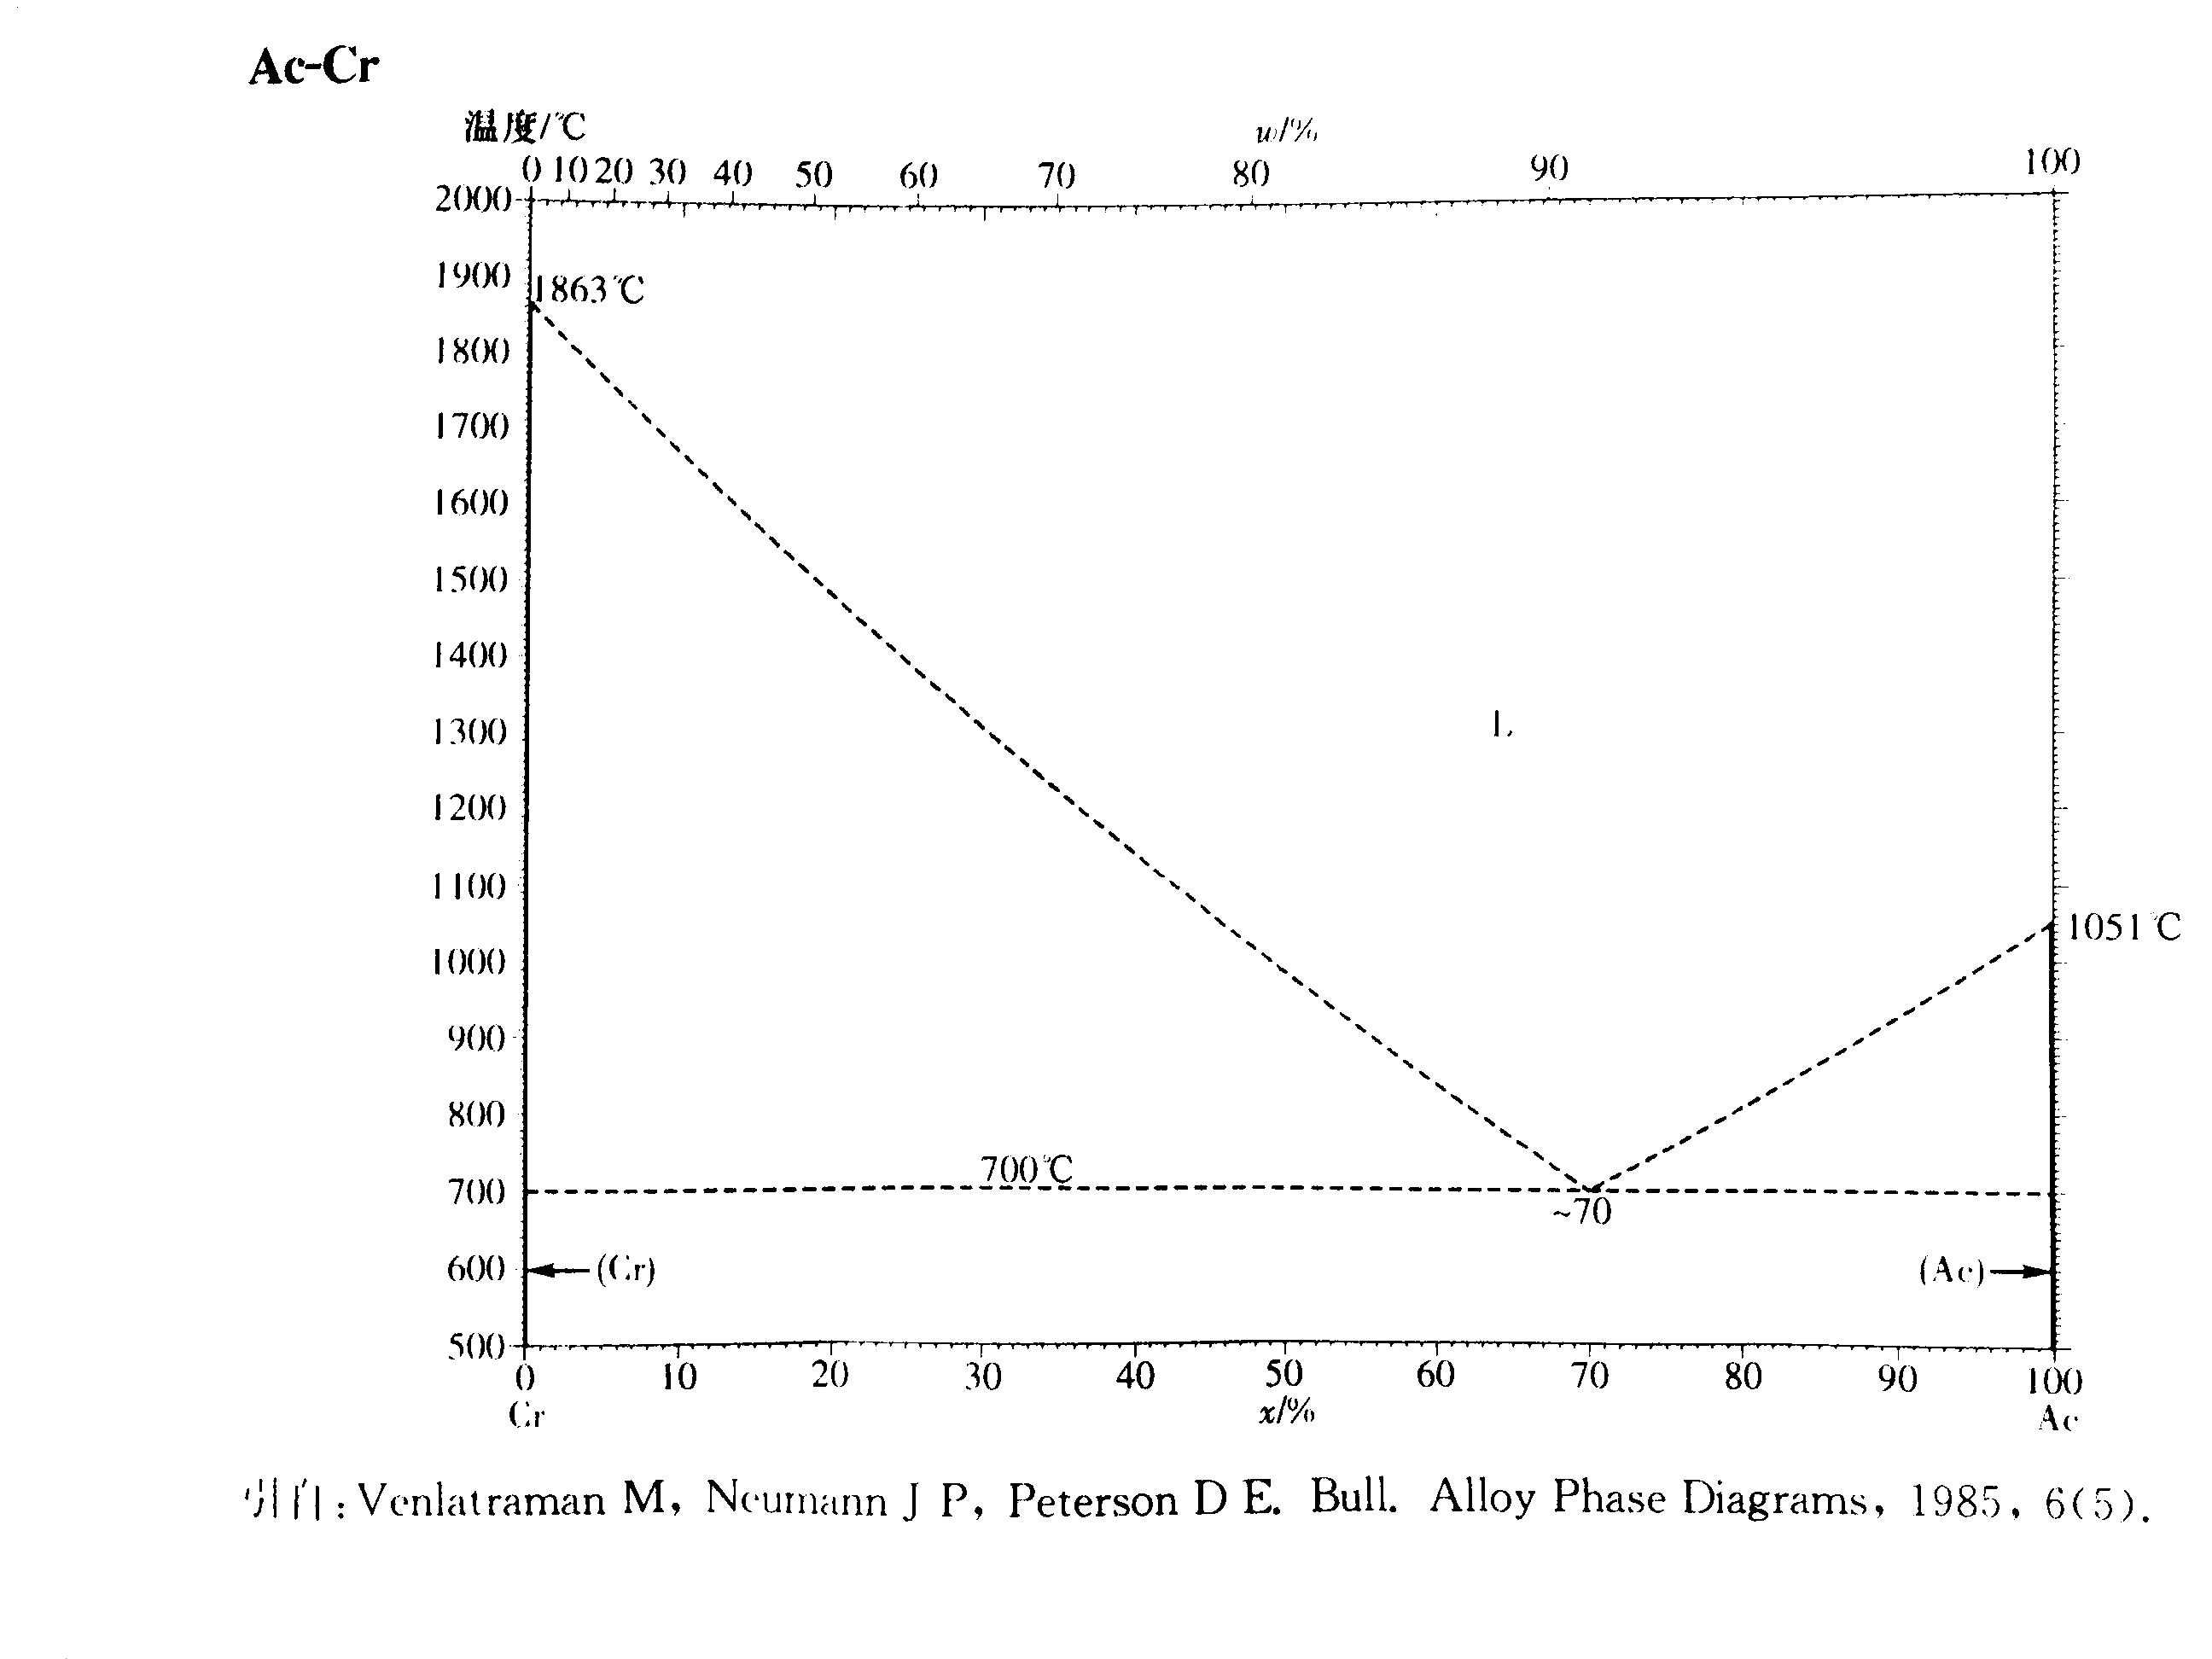 Ac-Cr
温度/℃
w/%
0 10 20 30 40 50 60 70 80 90 100
2000
1900
1863℃
1800
1700
1600
1500
1400
1300
L
1200
1100
1051℃
1000
900
800
700℃
700
~70
600
(Cr)
(Ac)
500
0 10 20 30 40 50 60 70 80 90 100
Cr
x/%
Ac
引自:Venlatraman M, Neumann J P, Peterson D E. Bull. Alloy Phase Diagrams, 1985, 6(5).